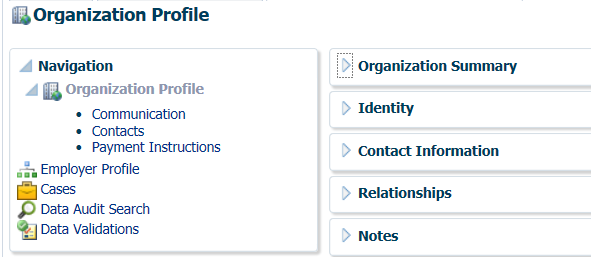 Organization Profile
Navigation
Organization Profile
Communication
Contacts
Payment Instructions
Employer Profile
Cases
Data Audit Search
Data Validations
Organization Summary
Identity
Contact Information
Relationships
Notes